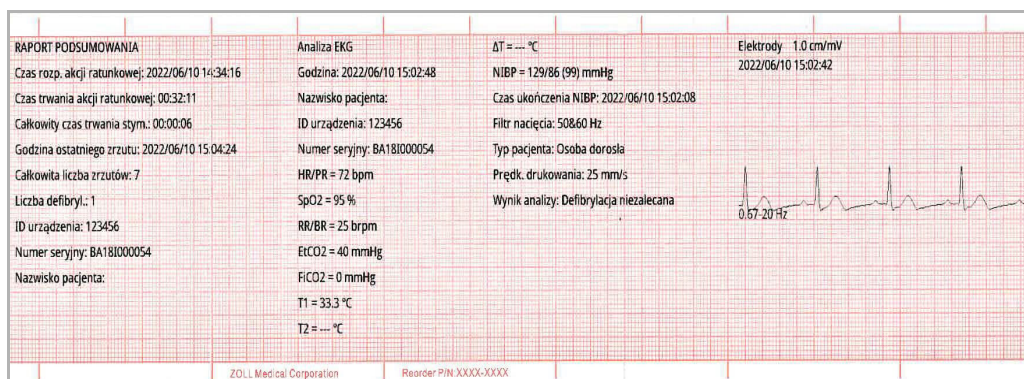 RAPORT PODSUMOWANIA
Czas rozp. akcji ratunkowej: 2022/06/10 14:34:16
Czas trwania akcji ratunkowej: 00:32:11
Całkowity czas trwania stym.: 00:00:06
Godzina ostatniego zrzutu: 2022/06/10 15:04:24
Całkowita liczba zrzutów: 7
Liczba defibryl.: 1
ID urządzenia: 123456
Numer seryjny: BA18I000054
Nazwisko pacjenta:
Analiza EKG
Godzina: 2022/06/10 15:02:48
Nazwisko pacjenta:
ID urządzenia: 123456
Numer seryjny: BA18I000054
HR/PR = 72 bpm
SpO2 = 95 %
RR/BR = 25 brpm
EtCO2 = 40 mmHg
FiCO2 = 0 mmHg
T1 = 33.3 °C
T2 = --- °C
ΔT = --- °C
NIBP = 129/86 (99) mmHg
Czas ukończenia NIBP: 2022/06/10 15:02:08
Filtr nacięcia: 50&60 Hz
Typ pacjenta: Osoba dorosła
Prędk. drukowania: 25 mm/s
Wynik analizy: Defibrylacja niezalecana
Elektrody 1.0 cm/mV
2022/06/10 15:02:42
0.67-20 Hz
ZOLL Medical Corporation Reorder P/N XXXX-XXXX